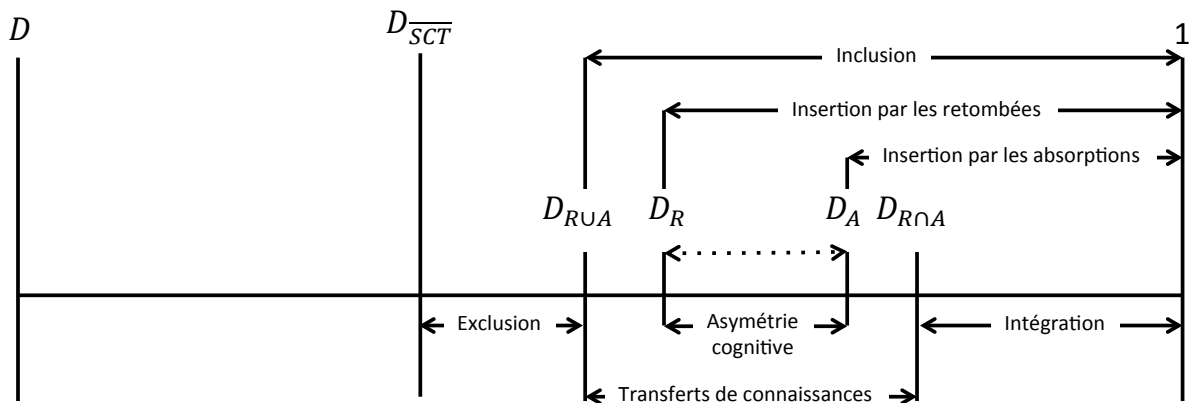 D
D_{\overline{SCT}}
1
Inclusion
Insertion par les retombées
Insertion par les absorptions
D_{R∪A}
D_R
D_A
D_{R∩A}
Exclusion
Asymétrie
cognitive
Intégration
Transferts de connaissances